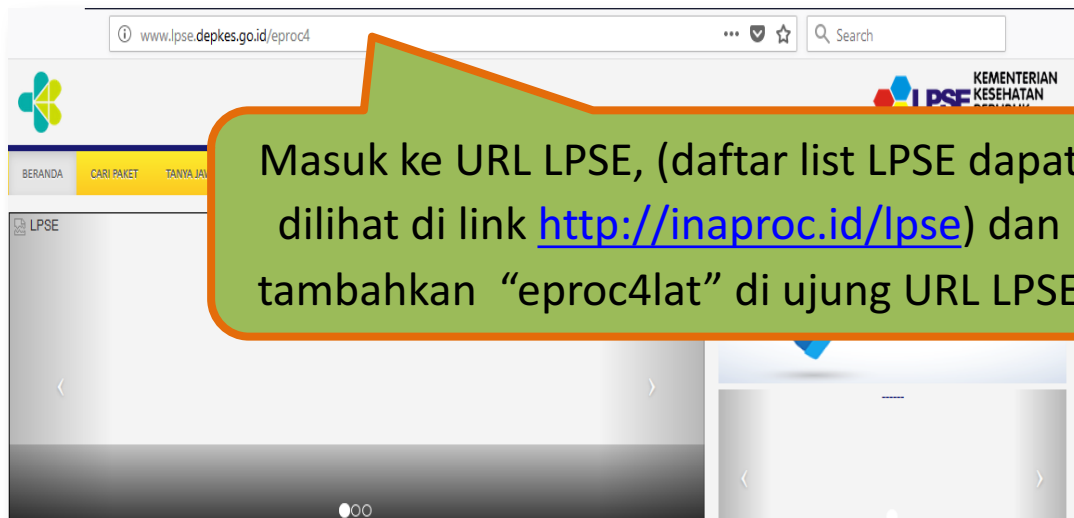 www.lpse.depkes.go.id/eproc4
Search
KEMENTERIAN
LPSE KESEHATAN
BERANDA CARI PAKET TANYA
Masuk ke URL LPSE, (daftar list LPSE dapat
dilihat di link http://inaproc.id/lpse) dan
tambahkan “eproc4lat” di ujung URL LPSE
LPSE
------